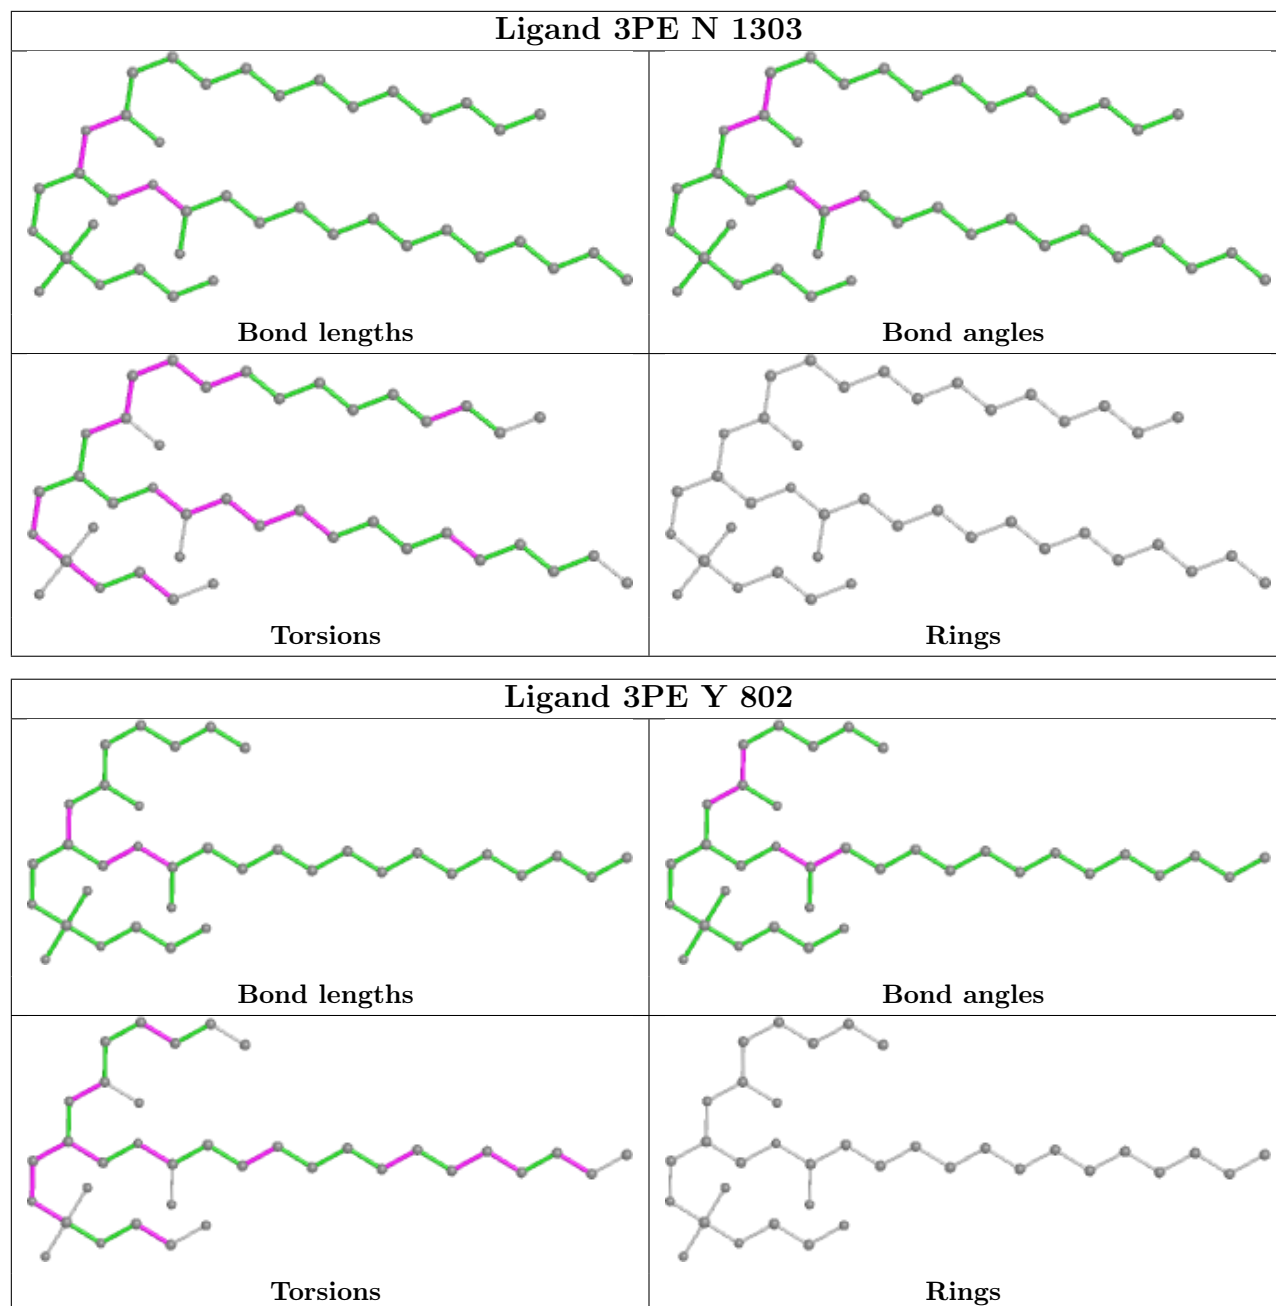 Ligand 3PE N 1303
Bond lengths
Bond angles
Torsions
Rings
Ligand 3PE Y 802
Bond lengths
Bond angles
Torsions
Rings